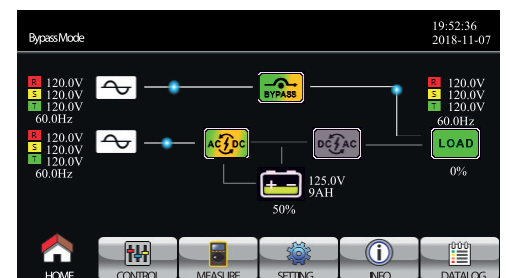 Bypass Mode
19:52:36
2018-11-07
R 120.0V
S 120.0V
T 120.0V
60.0Hz
BYPASS
R 120.0V
S 120.0V
T 120.0V
60.0Hz
R 120.0V
S 120.0V
T 120.0V
60.0Hz
AC DC
DC AC
LOAD
0%
+ -
125.0V
9AH
50%
HOME
CONTROL
MEASURE
SETTING
INFO
DATALOG